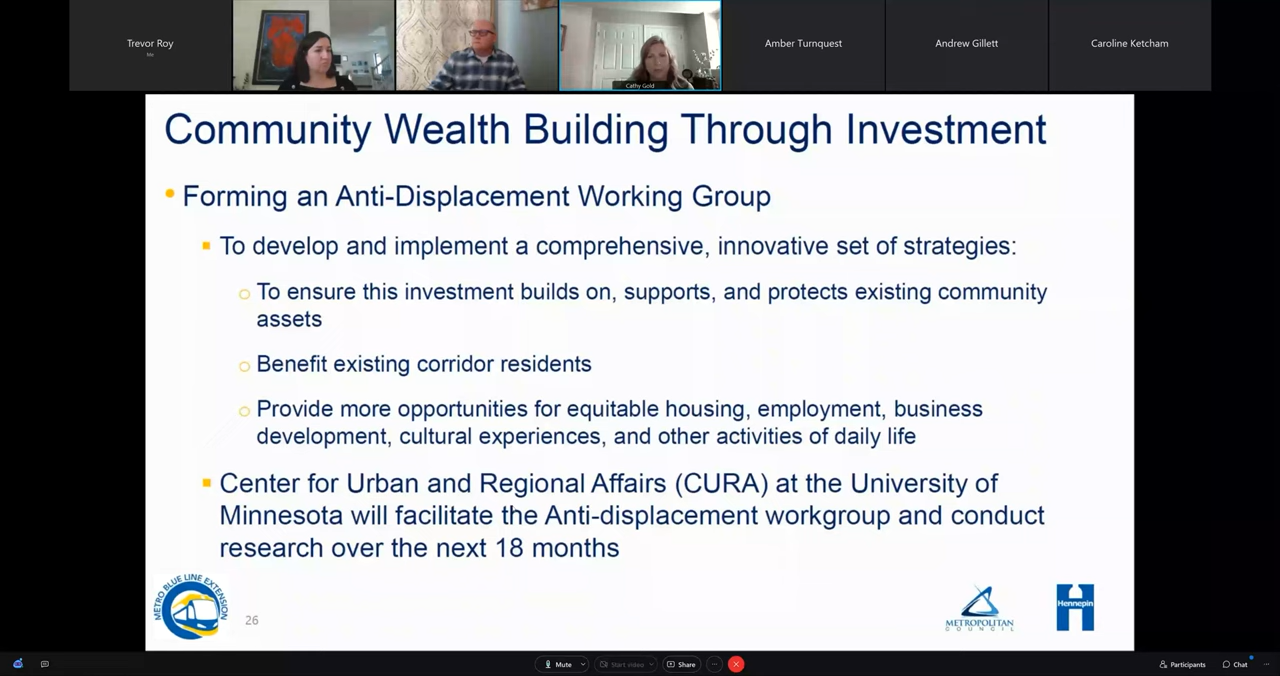 Trevor Roy
Me
Cathy Gold
Amber Turnquest
Andrew Gillett
Caroline Ketcham
Community Wealth Building Through Investment
Forming an Anti-Displacement Working Group
To develop and implement a comprehensive, innovative set of strategies:
To ensure this investment builds on, supports, and protects existing community
assets
Benefit existing corridor residents
Provide more opportunities for equitable housing, employment, business
development, cultural experiences, and other activities of daily life
Center for Urban and Regional Affairs (CURA) at the University of
Minnesota will facilitate the Anti-displacement workgroup and conduct
research over the next 18 months
METRO BLUE LINE EXTENSION
26
METROPOLITAN
COUNCIL
Hennepin
Mute
Start video
Share
Participants
Chat